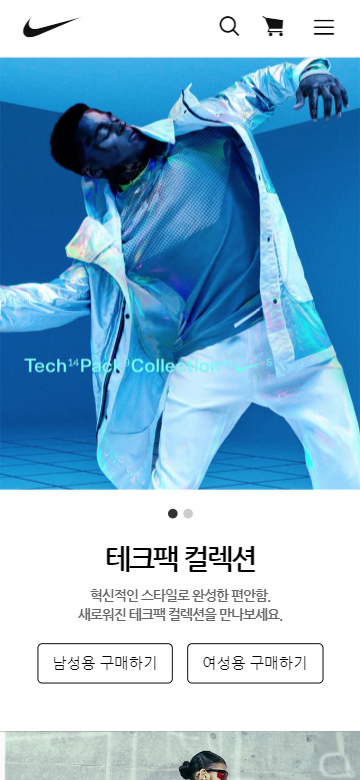 Tech14Pack Collection
테크팩 컬렉션
혁신적인 스타일로 완성한 편안함.
새로워진 테크팩 컬렉션을 만나보세요.
남성용 구매하기
여성용 구매하기